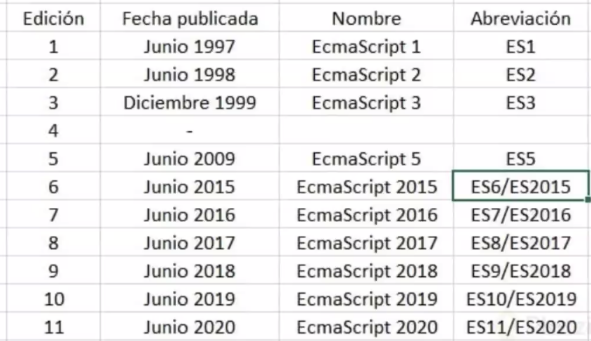 Edición Fecha publicada Nombre Abreviación
1 Junio 1997 EcmaScript 1 ES1
2 Junio 1998 EcmaScript 2 ES2
3 Diciembre 1999 EcmaScript 3 ES3
4 -
5 Junio 2009 EcmaScript 5 ES5
6 Junio 2015 EcmaScript 2015 ES6/ES2015
7 Junio 2016 EcmaScript 2016 ES7/ES2016
8 Junio 2017 EcmaScript 2017 ES8/ES2017
9 Junio 2018 EcmaScript 2018 ES9/ES2018
10 Junio 2019 EcmaScript 2019 ES10/ES2019
11 Junio 2020 EcmaScript 2020 ES11/ES2020